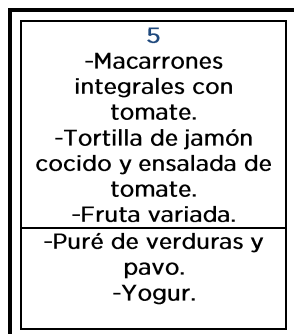 5
-Macarrones
integrales con
tomate.
-Tortilla de jamón
cocido y ensalada de
tomate.
-Fruta variada.
-Puré de verduras y
pavo.
-Yogur.